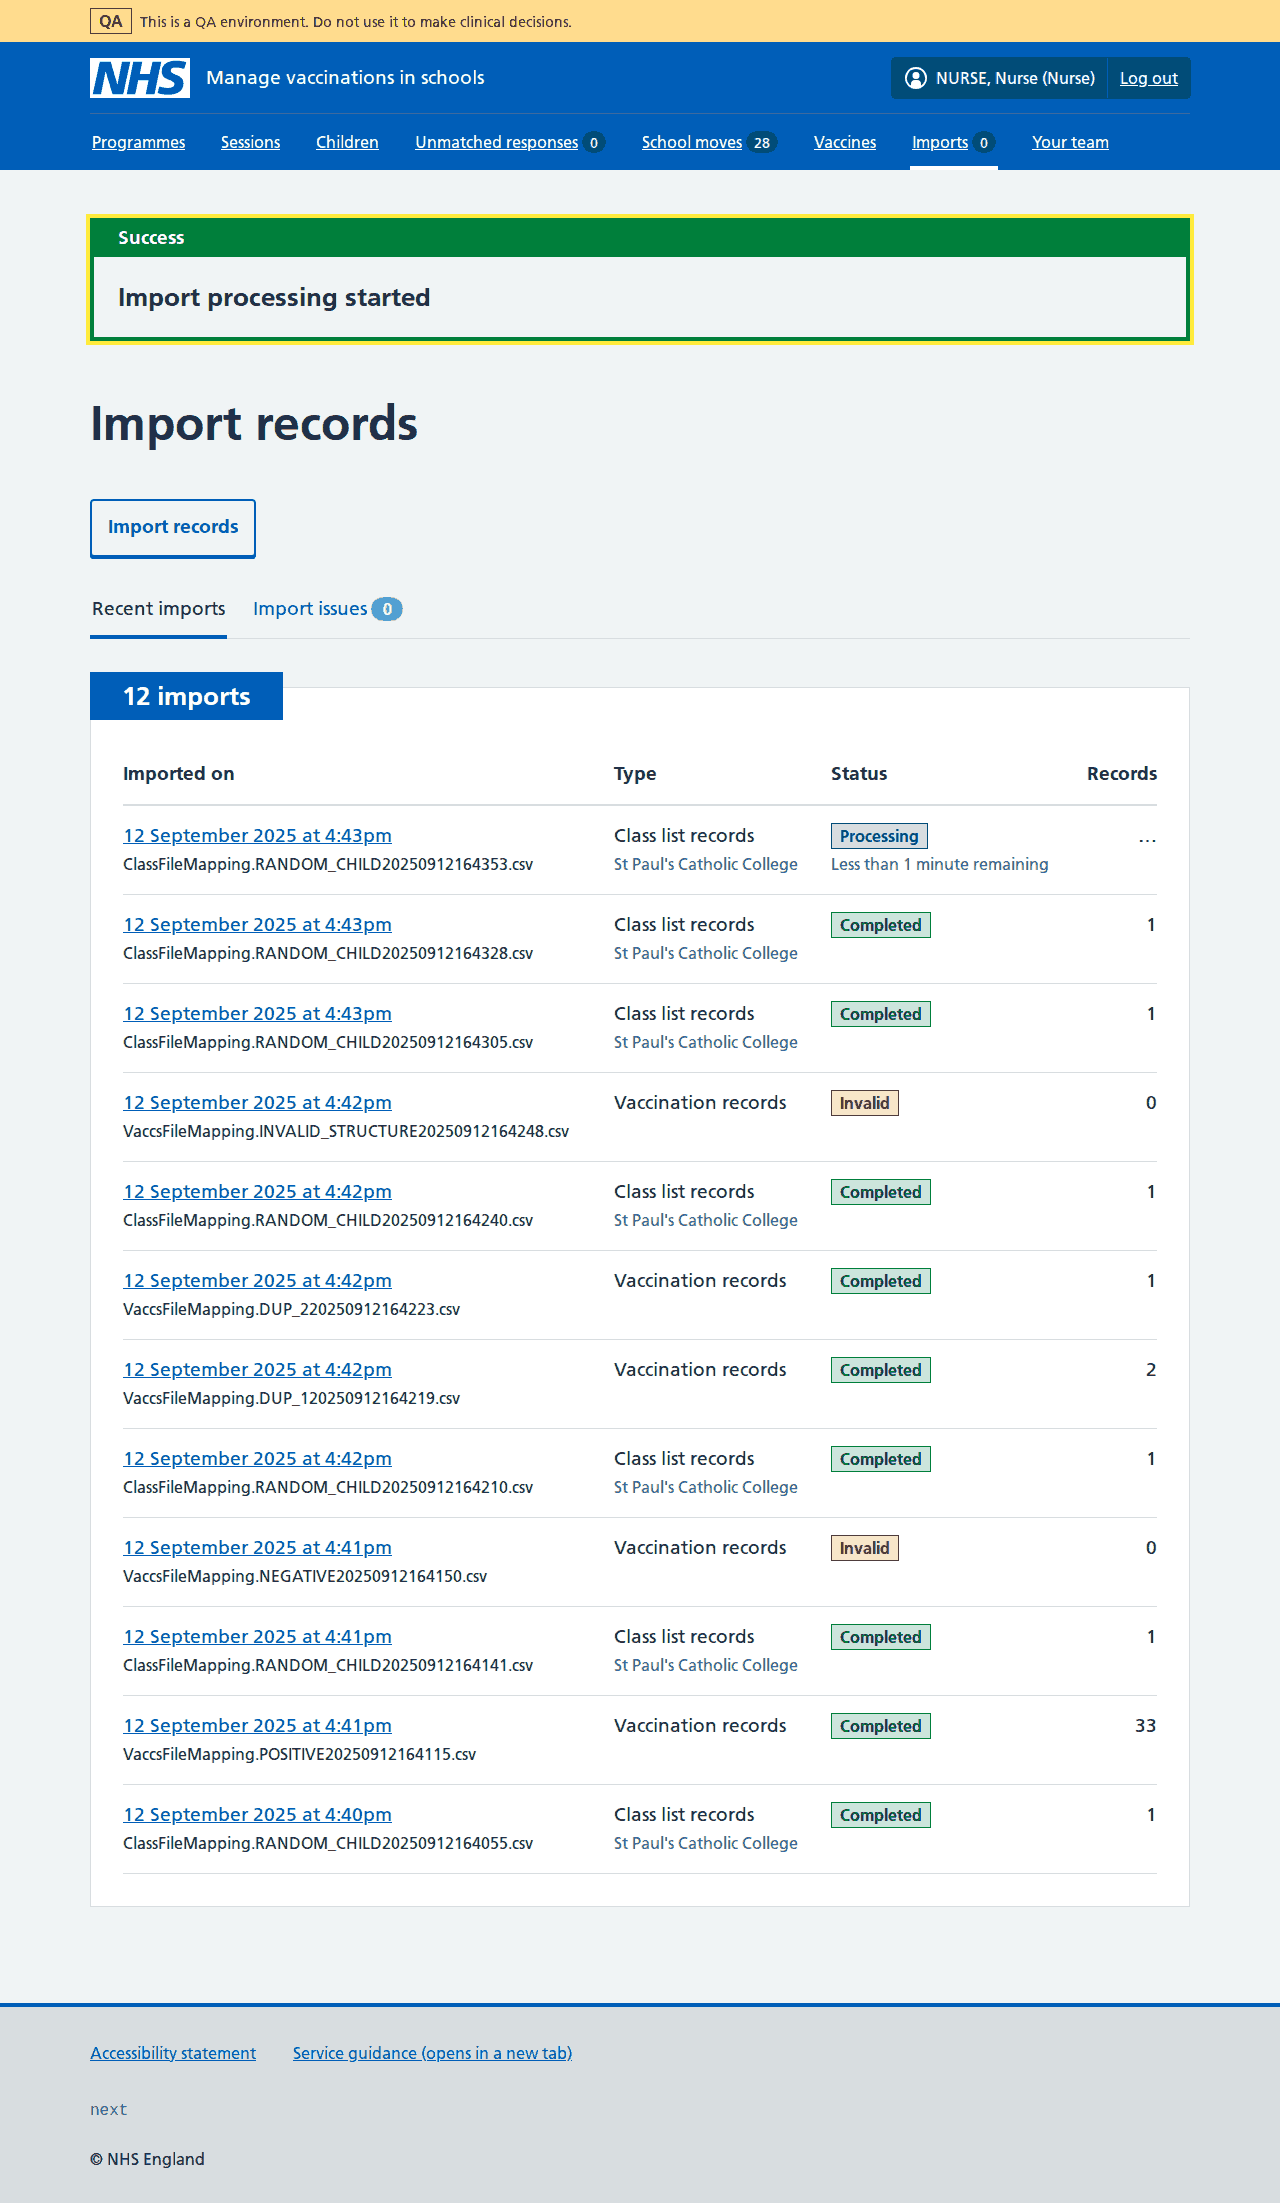 QA This is a QA environment. Do not use it to make clinical decisions.
NHS Manage vaccinations in schools NURSE, Nurse (Nurse) Log out
Programmes Sessions Children Unmatched responses 0 School moves 28 Vaccines Imports 0 Your team
Success
Import processing started
Import records
Import records
Recent imports Import issues 0
12 imports
Imported on Type Status Records
12 September 2025 at 4:43pm Class list records Processing ...
ClassFileMapping.RANDOM_CHILD20250912164353.csv St Paul's Catholic College Less than 1 minute remaining
12 September 2025 at 4:43pm Class list records Completed 1
ClassFileMapping.RANDOM_CHILD20250912164328.csv St Paul's Catholic College
12 September 2025 at 4:43pm Class list records Completed 1
ClassFileMapping.RANDOM_CHILD20250912164305.csv St Paul's Catholic College
12 September 2025 at 4:42pm Vaccination records Invalid 0
VaccsFileMapping.INVALID_STRUCTURE20250912164248.csv
12 September 2025 at 4:42pm Class list records Completed 1
ClassFileMapping.RANDOM_CHILD20250912164240.csv St Paul's Catholic College
12 September 2025 at 4:42pm Vaccination records Completed 1
VaccsFileMapping.DUP_220250912164223.csv
12 September 2025 at 4:42pm Vaccination records Completed 2
VaccsFileMapping.DUP_120250912164219.csv
12 September 2025 at 4:42pm Class list records Completed 1
ClassFileMapping.RANDOM_CHILD20250912164210.csv St Paul's Catholic College
12 September 2025 at 4:41pm Vaccination records Invalid 0
VaccsFileMapping.NEGATIVE20250912164150.csv
12 September 2025 at 4:41pm Class list records Completed 1
ClassFileMapping.RANDOM_CHILD20250912164141.csv St Paul's Catholic College
12 September 2025 at 4:41pm Vaccination records Completed 33
VaccsFileMapping.POSITIVE20250912164115.csv
12 September 2025 at 4:40pm Class list records Completed 1
ClassFileMapping.RANDOM_CHILD20250912164055.csv St Paul's Catholic College
Accessibility statement Service guidance (opens in a new tab)
next
© NHS England